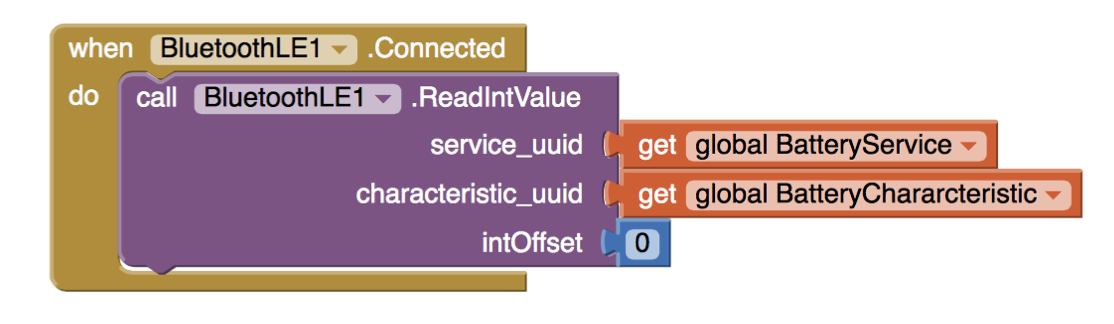 when BluetoothLE1 .Connected
do call BluetoothLE1 .ReadIntValue
service_uuid get global BatteryService
characteristic_uuid get global BatteryChararcteristic
intOffset 0